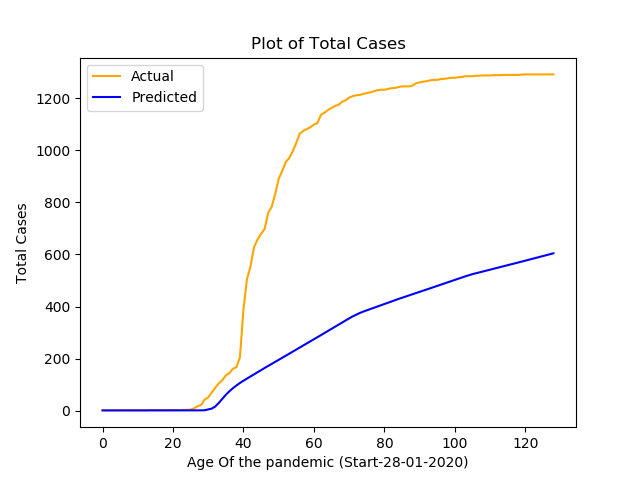 Plot of Total Cases
Actual
Predicted
Total Cases
1200
1000
800
600
400
200
0
0 20 40 60 80 100 120
Age Of the pandemic (Start-28-01-2020)